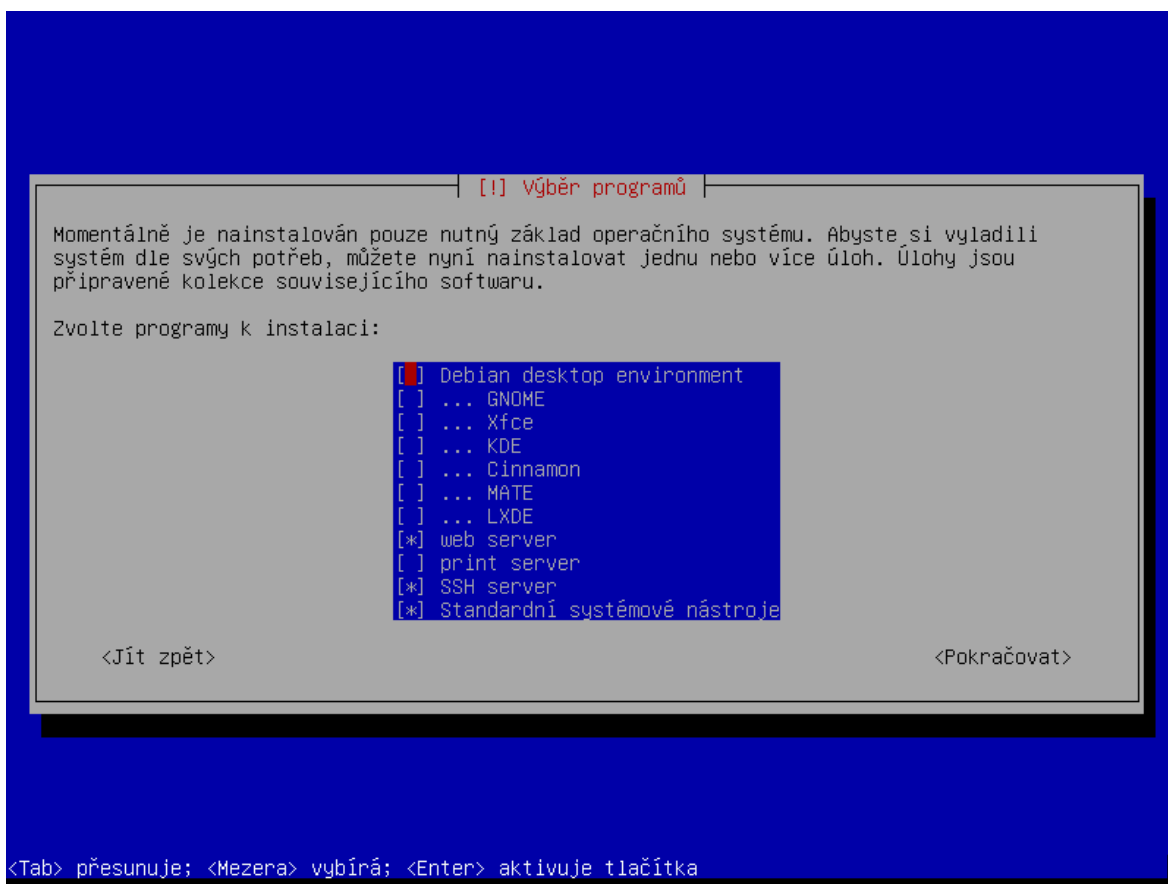 [!] Výběr programů
Momentálně je nainstalován pouze nutný základ operačního systému. Abyste si vyladili
systém dle svých potřeb, můžete nyní nainstalovat jednu nebo více úloh. Úlohy jsou
připravené kolekce souvisejícího softwaru.
Zvolte programy k instalaci:
[ ] Debian desktop environment
[ ] ... GNOME
[ ] ... Xfce
[ ] ... KDE
[ ] ... Cinnamon
[ ] ... MATE
[ ] ... LXDE
[*] web server
[ ] print server
[*] SSH server
[*] Standardní systémové nástroje
<Jít zpět> <Pokračovat>
<Tab> přesunuje; <Mezera> vybírá; <Enter> aktivuje tlačítka